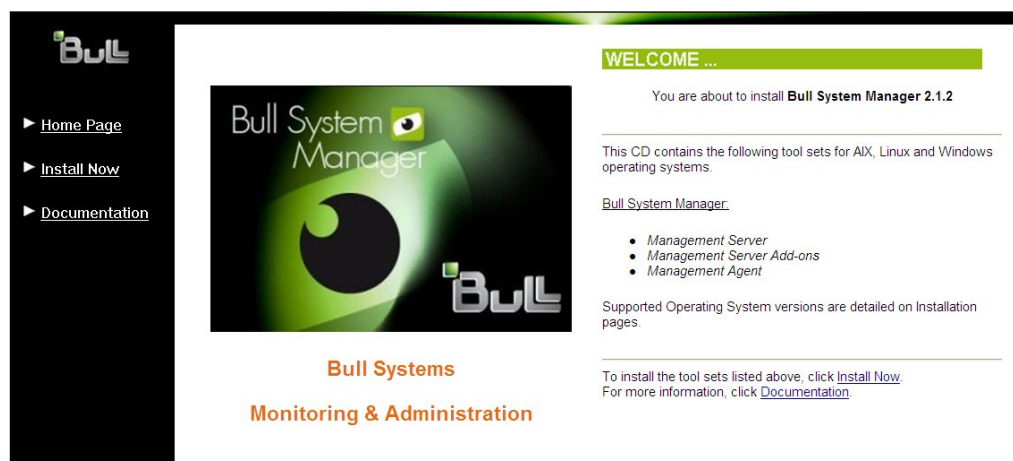 Bull
Home Page
Install Now
Documentation
Bull System
Manager
Bull
Bull Systems
Monitoring & Administration
WELCOME ...
You are about to install Bull System Manager 2.1.2
This CD contains the following tool sets for AIX, Linux and Windows
operating systems.
Bull System Manager:
● Management Server
● Management Server Add-ons
● Management Agent
Supported Operating System versions are detailed on Installation
pages.
To install the tool sets listed above, click Install Now.
For more information, click Documentation.